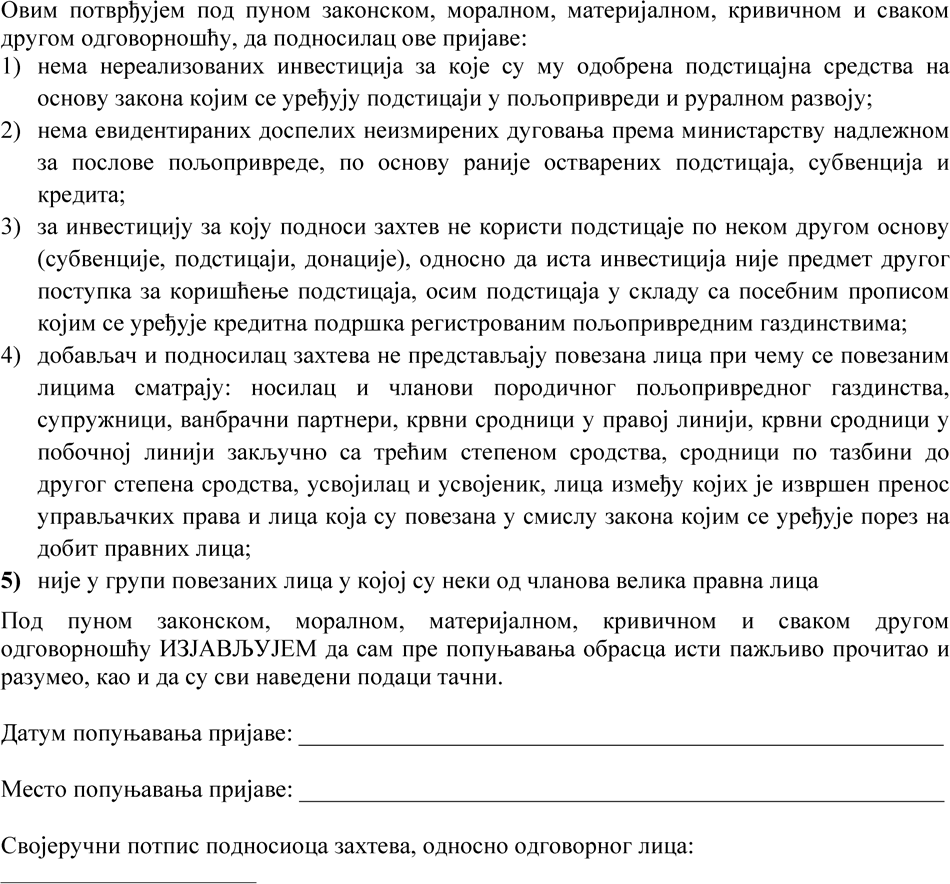 Овим потврђујем под пуном законском, моралном, материјалном, кривичном и сваком
другом одговорношћу, да подносилац ове пријаве:
1) нема нереализованих инвестиција за које су му одобрена подстицајна средства на
основу закона којим се уређују подстицаји у пољопривреди и руралном развоју;
2) нема евидентираних доспелих неизмирених дуговања према министарству надлежном
за послове пољопривреде, по основу раније остварених подстицаја, субвенција и
кредита;
3) за инвестицију за коју подноси захтев не користи подстицаје по неком другом основу
(субвенције, подстицаји, донације), односно да иста инвестиција није предмет другог
поступка за коришћење подстицаја, осим подстицаја у складу са посебним прописом
којим се уређује кредитна подршка регистрованим пољопривредним газдинствима;
4) добављач и подносилац захтева не представљају повезана лица при чему се повезаним
лицима сматрају: носилац и чланови породичног пољопривредног газдинства,
супружници, ванбрачни партнери, крвни сродници у правој линији, крвни сродници у
побочној линији закључно са трећим степеном сродства, сродници по тазбини до
другог степена сродства, усвојилац и усвојеник, лица између којих је извршен пренос
управљачких права и лица која су повезана у смислу закона којим се уређује порез на
добит правних лица;
5) није у групи повезаних лица у којој су неки од чланова велика правна лица
Под пуном законском, моралном, материјалном, кривичном и сваком другом
одговорношћу ИЗЈАВЉУЈЕМ да сам пре попуњавања обрасца исти пажљиво прочитао и
разумео, као и да су сви наведени подаци тачни.
Датум попуњавања пријаве: ____________________
Место попуњавања пријаве: ____________________
Својеручни потпис подносиоца захтева, односно одговорног лица:
____________________